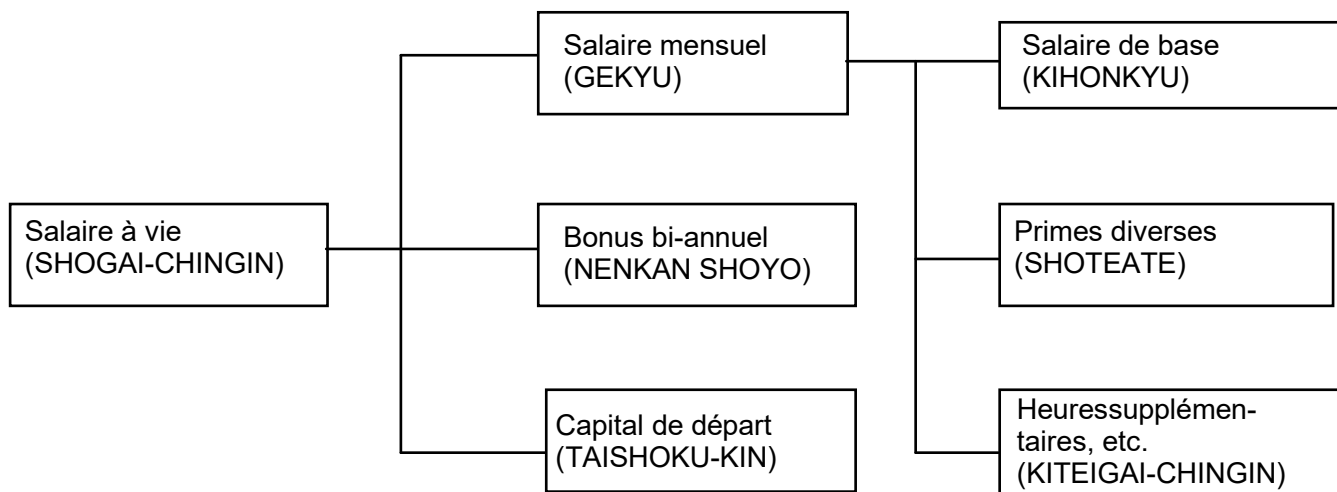 Salaire à vie
(SHOGAI-CHINGIN)
Salaire mensuel
(GEKYU)
Bonus bi-annuel
(NENKAN SHOYO)
Capital de départ
(TAISHOKU-KIN)
Salaire de base
(KIHONKYU)
Primes diverses
(SHOTEATE)
Heuressupplémen-
taires, etc.
(KITEIGAI-CHINGIN)